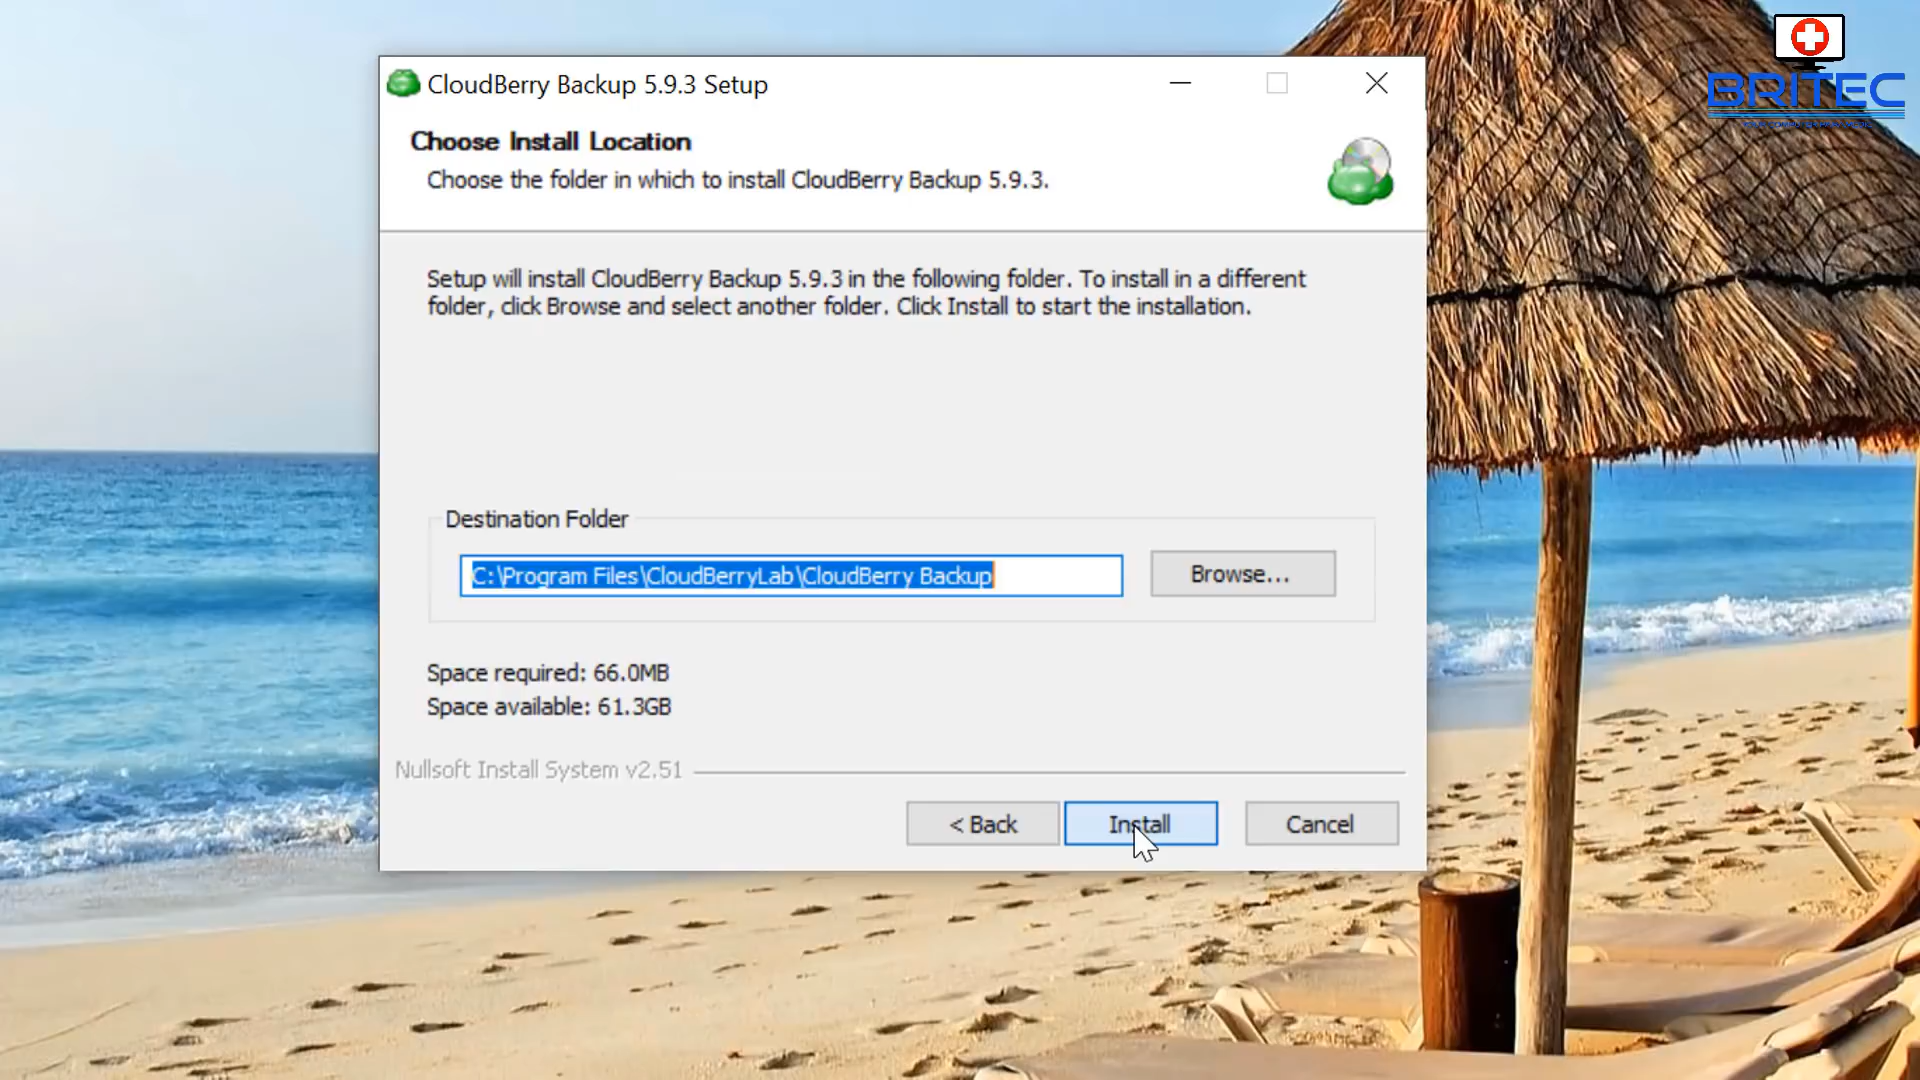 CloudBerry Backup 5.9.3 Setup
BRITEC
Choose Install Location
Choose the folder in which to install CloudBerry Backup 5.9.3.
Setup will install CloudBerry Backup 5.9.3 in the following folder. To install in a different
folder, click Browse and select another folder. Click Install to start the installation.
Destination Folder
C:\Program Files\CloudBerryLab\CloudBerry Backup
Browse...
Space required: 66.0MB
Space available: 61.3GB
Nullsoft Install System v2.51
< Back
Install
Cancel